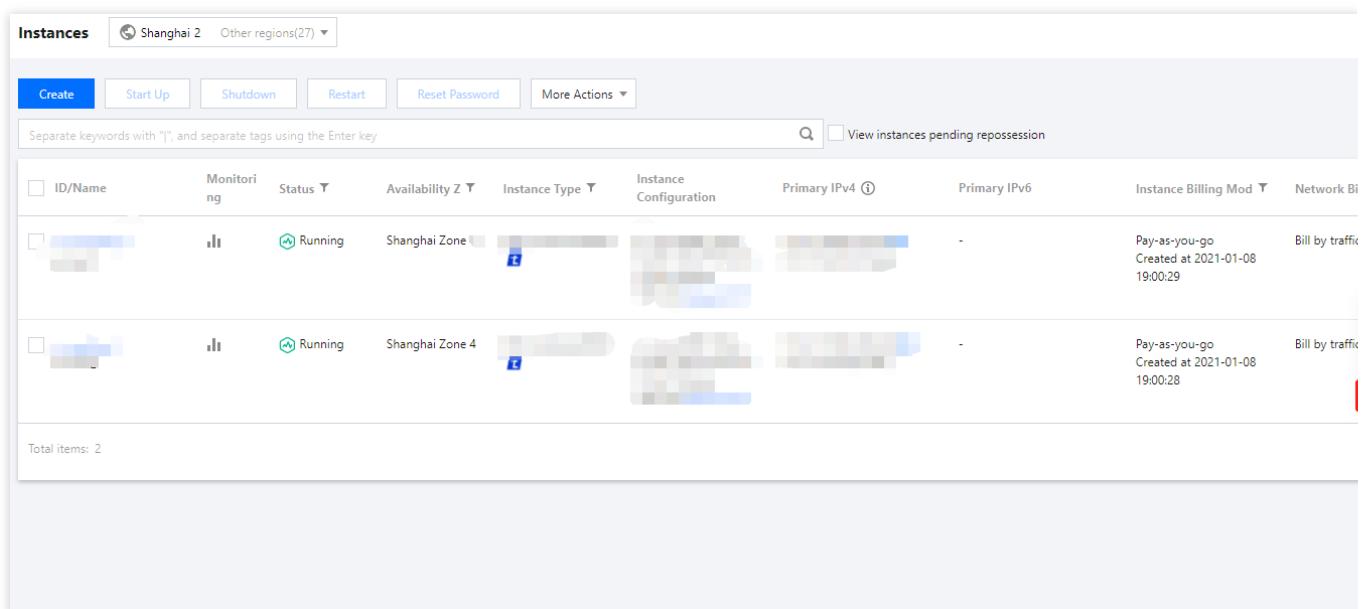 Instances Shanghai 2 Other regions(27)
Create Start Up Shutdown Restart Reset Password More Actions
Separate keywords with "|", and separate tags using the Enter key View instances pending repossession
ID/Name Monitori Status Availability Z Instance Type Instance Primary IPv4 Primary IPv6 Instance Billing Mod Network Bi
ng Configuration
Running Shanghai Zone - Pay-as-you-go Bill by traffic
Created at 2021-01-08
19:00:29
Running Shanghai Zone 4 - Pay-as-you-go Bill by traffic
Created at 2021-01-08
19:00:28
Total items: 2